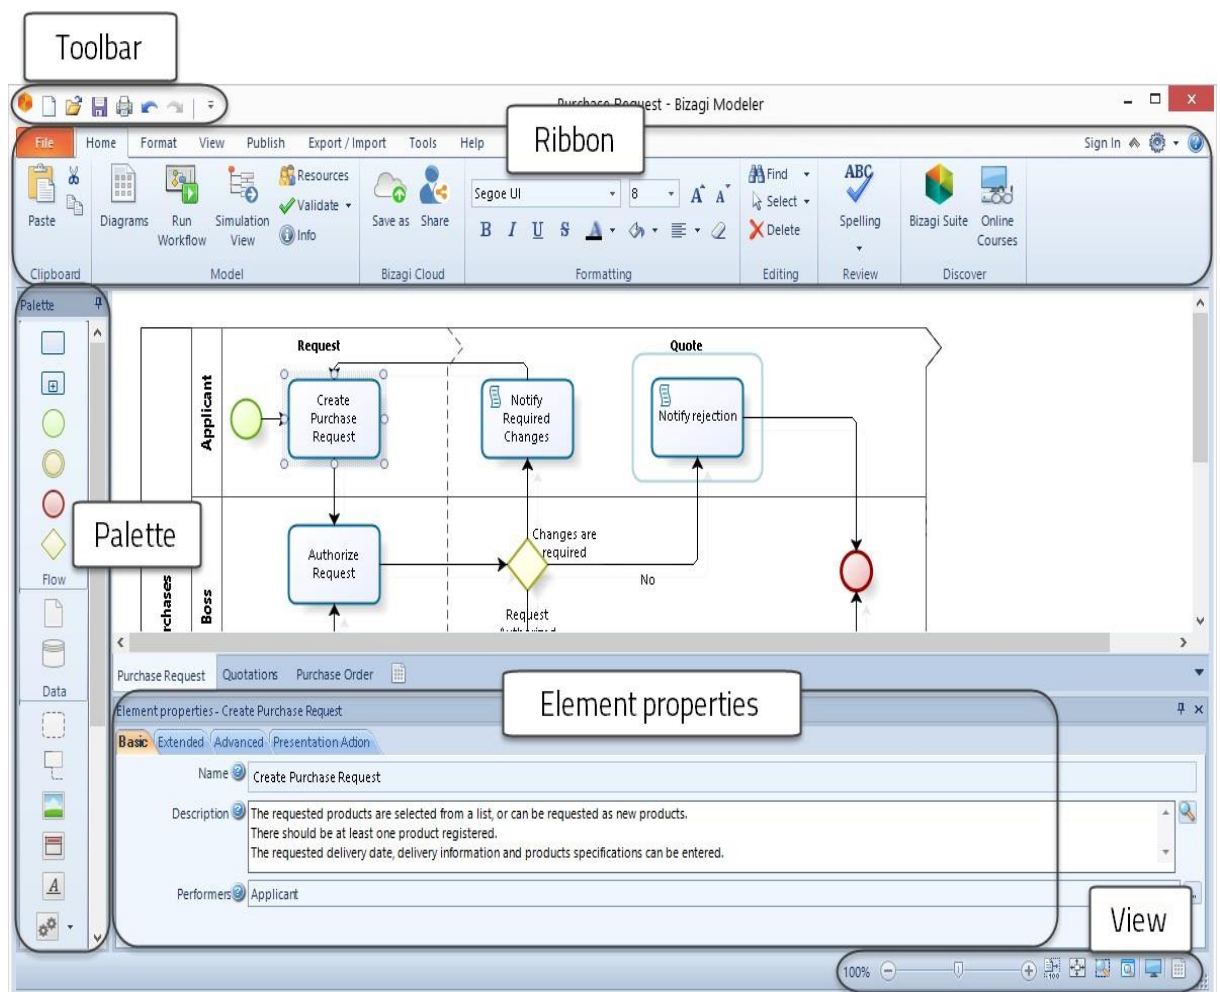 Toolbar
Purchase Request - Bizagi Modeler
Ribbon
File Home Format View Publish Export / Import Tools Help Sign In
Paste
Clipboard
Diagrams
Run
Workflow
Simulation
View
Resources
Validate
Info
Model
Save as Share
Bizagi Cloud
Segoe UI 8 A A
B I U S A
Formatting
Find
Select
Delete
Editing
ABC
Spelling
Review
Bizagi Suite
Online
Courses
Discover
Palette
Palette
Flow
Data
A
Request
Quote
Applicant
Create
Purchase
Request
Notify
Required
Changes
Notify rejection
rchases
Boss
Authorize
Request
Changes are
required
No
Request
Purchase Request Quotations Purchase Order
Element properties
Element properties - Create Purchase Request
Basic Extended Advanced Presentation Action
Name Create Purchase Request
Description The requested products are selected from a list, or can be requested as new products.
There should be at least one product registered.
The requested delivery date, delivery information and products specifications can be entered.
Performers Applicant
View
100%
100